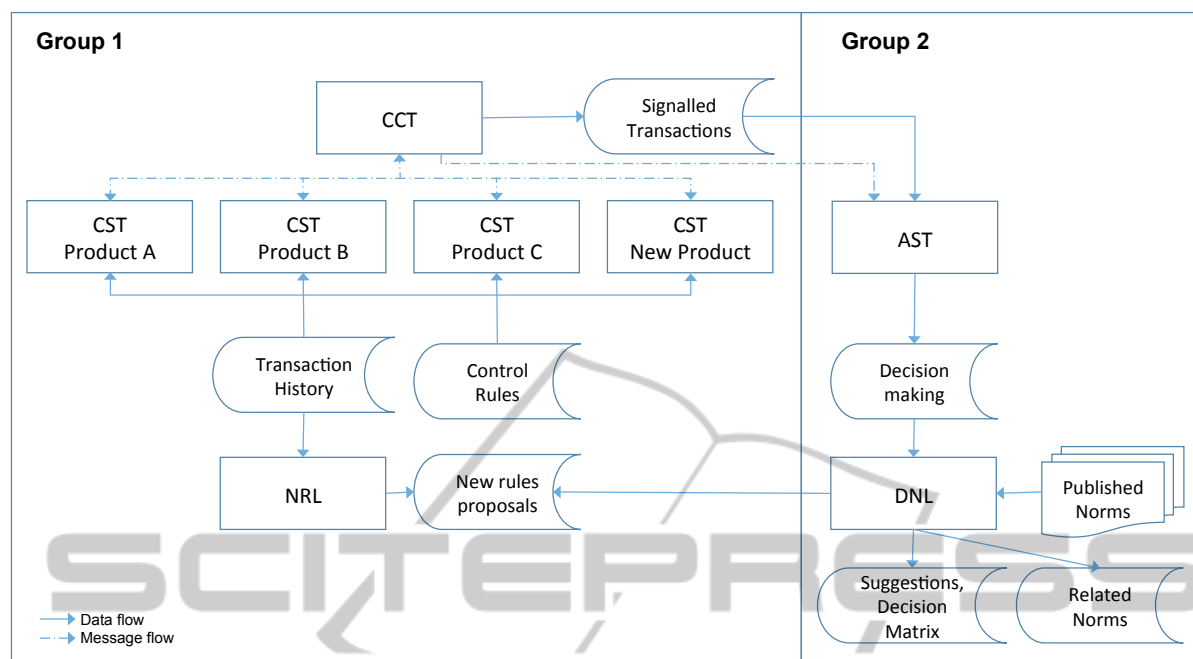 Group 1
Group 2
CCT
Signalled
Transactions
CST
Product A
CST
Product B
CST
Product C
CST
New Product
AST
Transaction
History
Control
Rules
Decision
making
NRL
New rules
proposals
DNL
Published
Norms
Suggestions,
Decision
Matrix
Related
Norms
Data flow
Message flow
SCITEPRESS